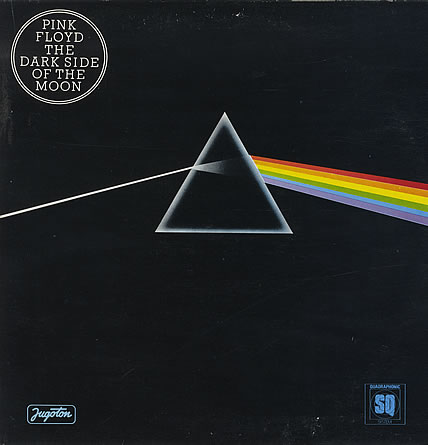 PINK
FLOYD
THE
DARK SIDE
OF THE
MOON
Jugoton
QUADRAPHONIC
SQ